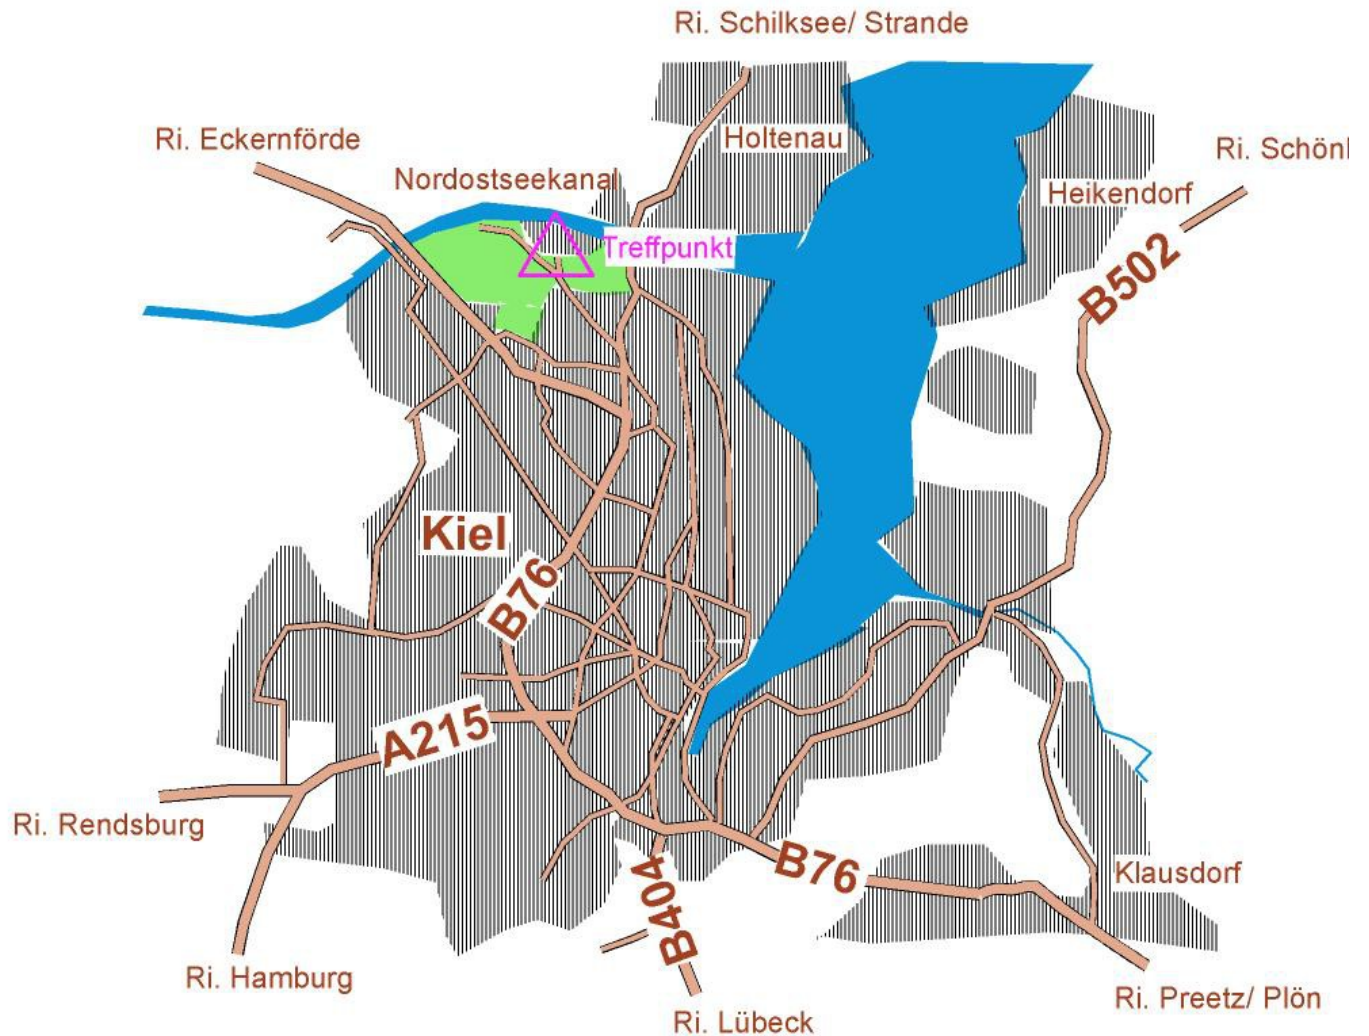 Ri. Schilksee/ Strande
Ri. Eckernförde
Holtenau
Ri. Schönl
Nordostseekanal
Heikendorf
Treffpunkt
B502
Kiel
B76
A215
Ri. Rendsburg
B76
Klausdorf
B404
Ri. Hamburg
Ri. Preetz/ Plön
Ri. Lübeck